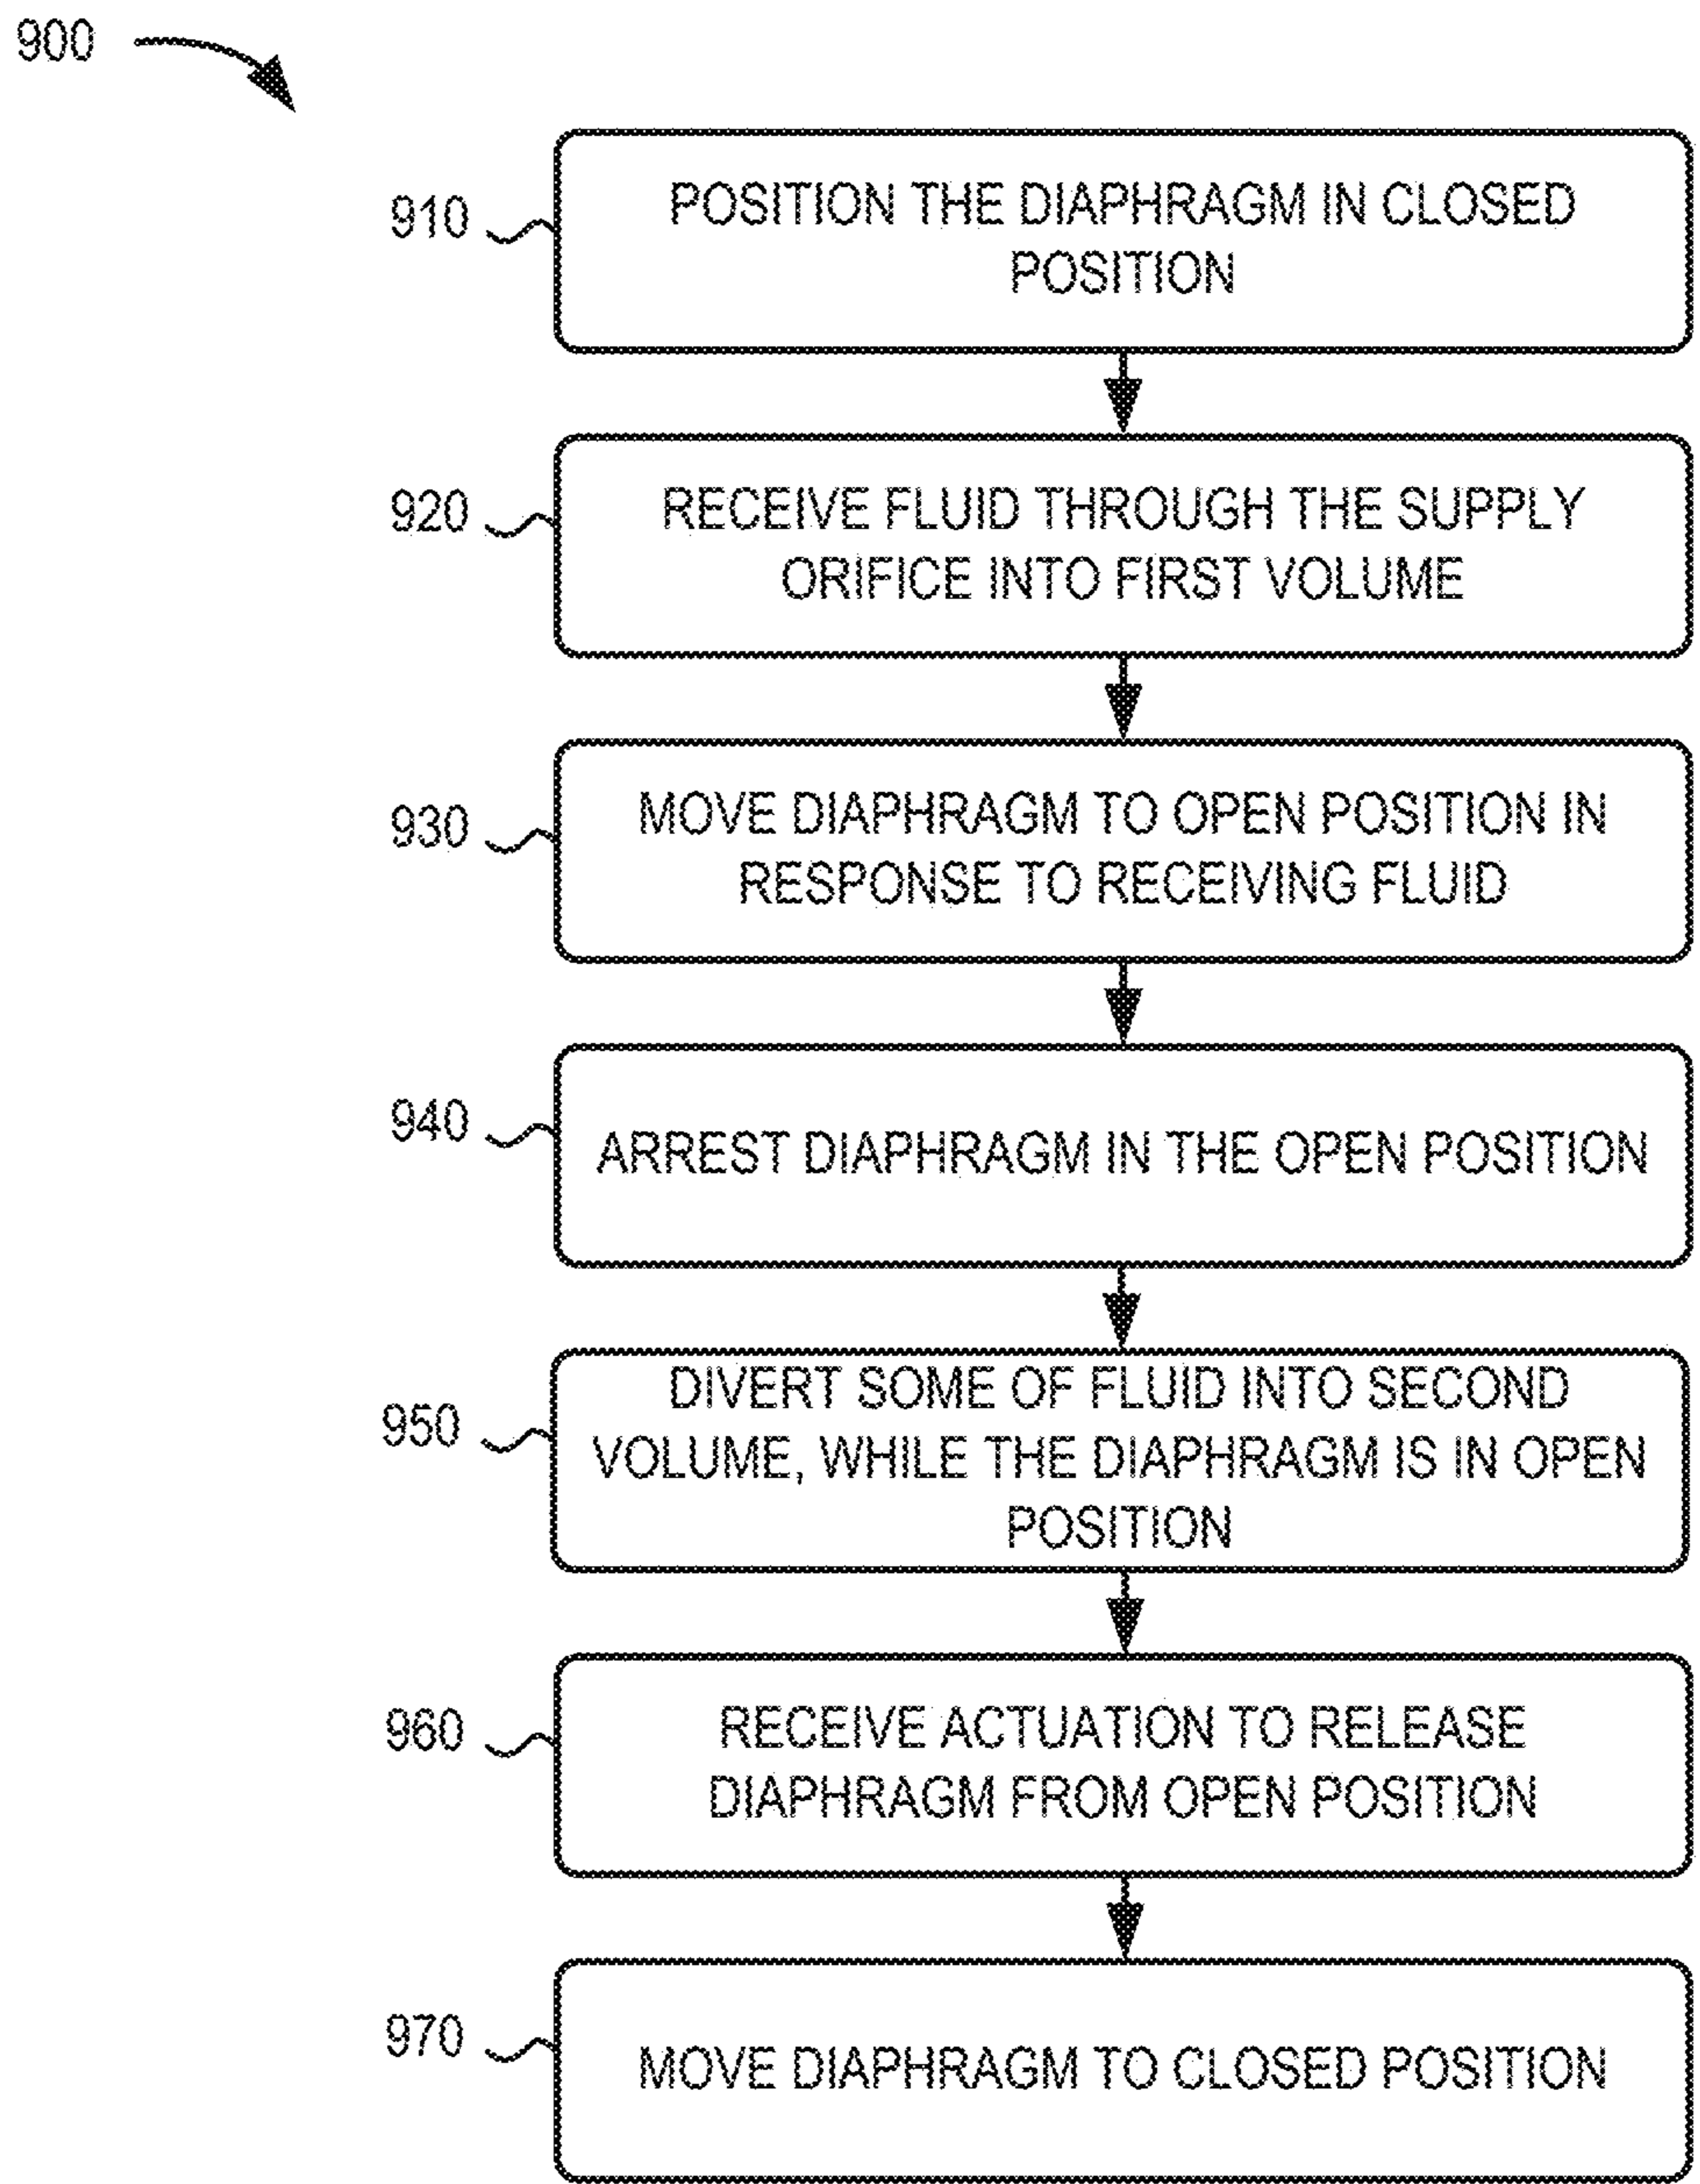 900
910
POSITION THE DIAPHRAGM IN CLOSED
POSITION
920
RECEIVE FLUID THROUGH THE SUPPLY
ORIFICE INTO FIRST VOLUME
930
MOVE DIAPHRAGM TO OPEN POSITION IN
RESPONSE TO RECEIVING FLUID
940
ARREST DIAPHRAGM IN THE OPEN POSITION
950
DIVERT SOME OF FLUID INTO SECOND
VOLUME, WHILE THE DIAPHRAGM IS IN OPEN
POSITION
960
RECEIVE ACTUATION TO RELEASE
DIAPHRAGM FROM OPEN POSITION
970
MOVE DIAPHRAGM TO CLOSED POSITION